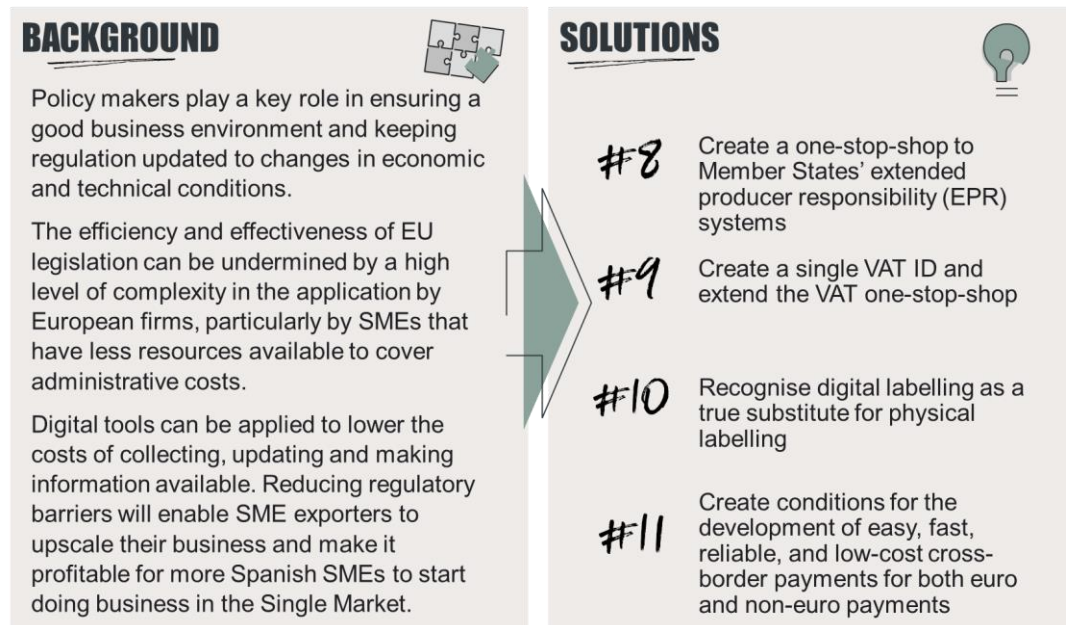 BACKGROUND
Policy makers play a key role in ensuring a
good business environment and keeping
regulation updated to changes in economic
and technical conditions.
The efficiency and effectiveness of EU
legislation can be undermined by a high
level of complexity in the application by
European firms, particularly by SMEs that
have less resources available to cover
administrative costs.
Digital tools can be applied to lower the
costs of collecting, updating and making
information available. Reducing regulatory
barriers will enable SME exporters to
upscale their business and make it
profitable for more Spanish SMEs to start
doing business in the Single Market.
SOLUTIONS
#8
Create a one-stop-shop to
Member States’ extended
producer responsibility (EPR)
systems
#9
Create a single VAT ID and
extend the VAT one-stop-shop
#10
Recognise digital labelling as a
true substitute for physical
labelling
#11
Create conditions for the
development of easy, fast,
reliable, and low-cost cross-
border payments for both euro
and non-euro payments